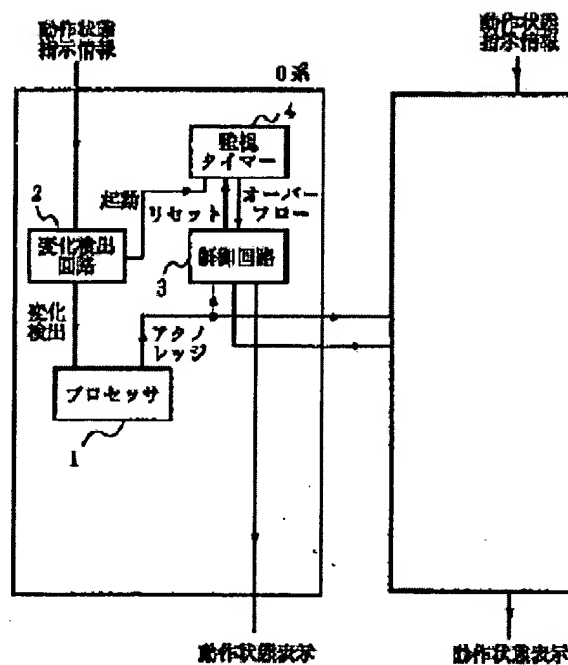 動作状態
指示情報
動作状態
指示情報
0系
4
監視
タイマー
起動
リセット
オーバー
フロー
2
変化検出
回路
制御回路
3
変化
検出
アクノ
レッジ
プロセッサ
1
動作状態表示
動作状態表示